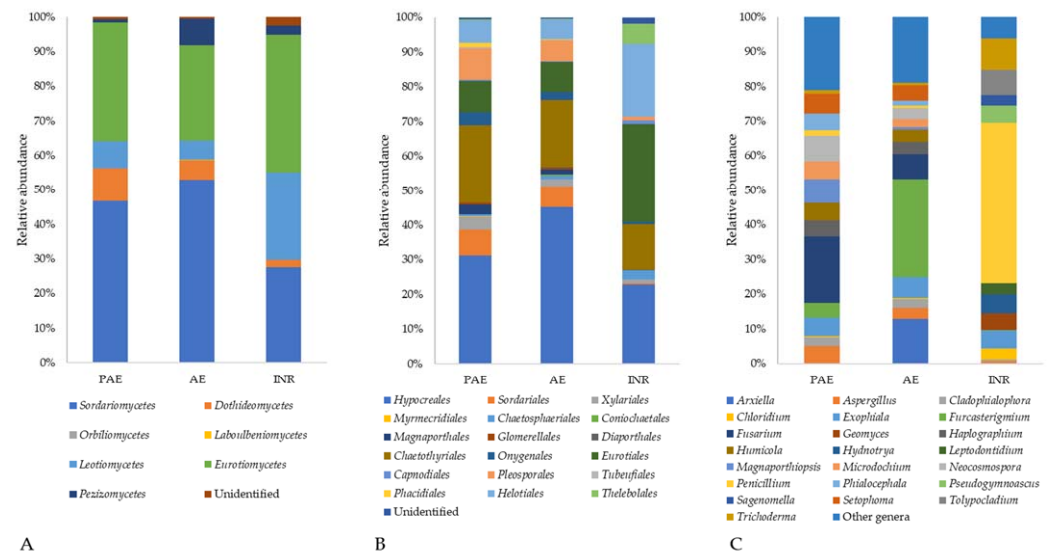 Relative abundance
100%
90%
80%
70%
60%
50%
40%
30%
20%
10%
0%
PAE AE INR
Sordariomycetes Dothideomycetes
Orbiliomycetes Laboulbeniomycetes
Leotiomycetes Eurotiomycetes
Pezizomycetes Unidentified
A
Relative abundance
100%
90%
80%
70%
60%
50%
40%
30%
20%
10%
0%
PAE AE INR
Hypocreales Sordariales Xylariales
Myrmecridiales Chaetosphaeriales Coniochaetales
Magnaporthales Glomerellales Diaporthales
Chaetothyriales Onygenales Eurotiales
Capnodiales Pleosporales Tubeufiales
Phacidiales Helotiales Thelebolales
Unidentified
B
Relative abundance
100%
90%
80%
70%
60%
50%
40%
30%
20%
10%
0%
PAE AE INR
Arxiella Aspergillus Cladophialophora
Chloridium Exophiala Furcasterigmium
Fusarium Geomyces Haplographium
Humicola Hydnotrya Leptodontidium
Magnaporthiopsis Microdochium Neocosmospora
Penicillium Phialocephala Pseudogymnoascus
Sagenomella Setophoma Tolypocladium
Trichoderma Other genera
C